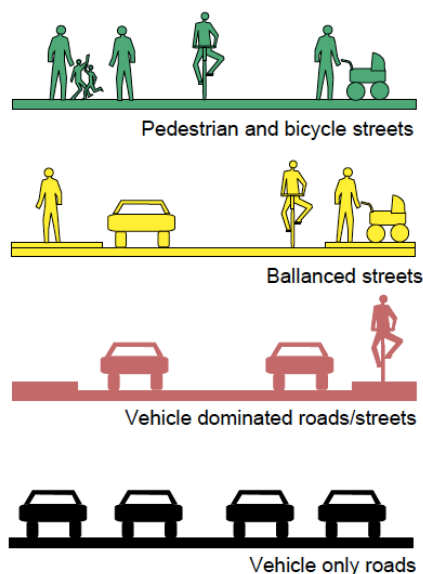 Pedestrian and bicycle streets
Ballanced streets
Vehicle dominated roads/streets
Vehicle only roads